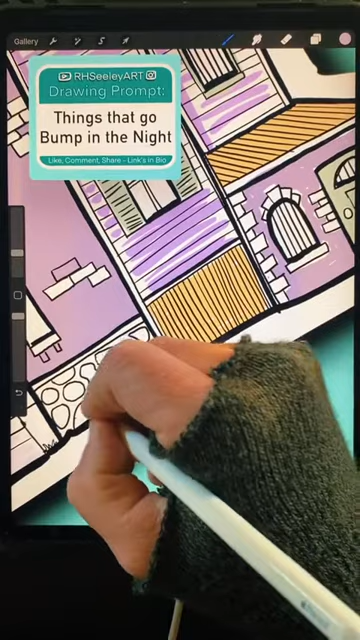 Gallery
RHSeeleyART
Drawing Prompt:
Things that go
Bump in the Night
Like, Comment, Share - Link's in Bio